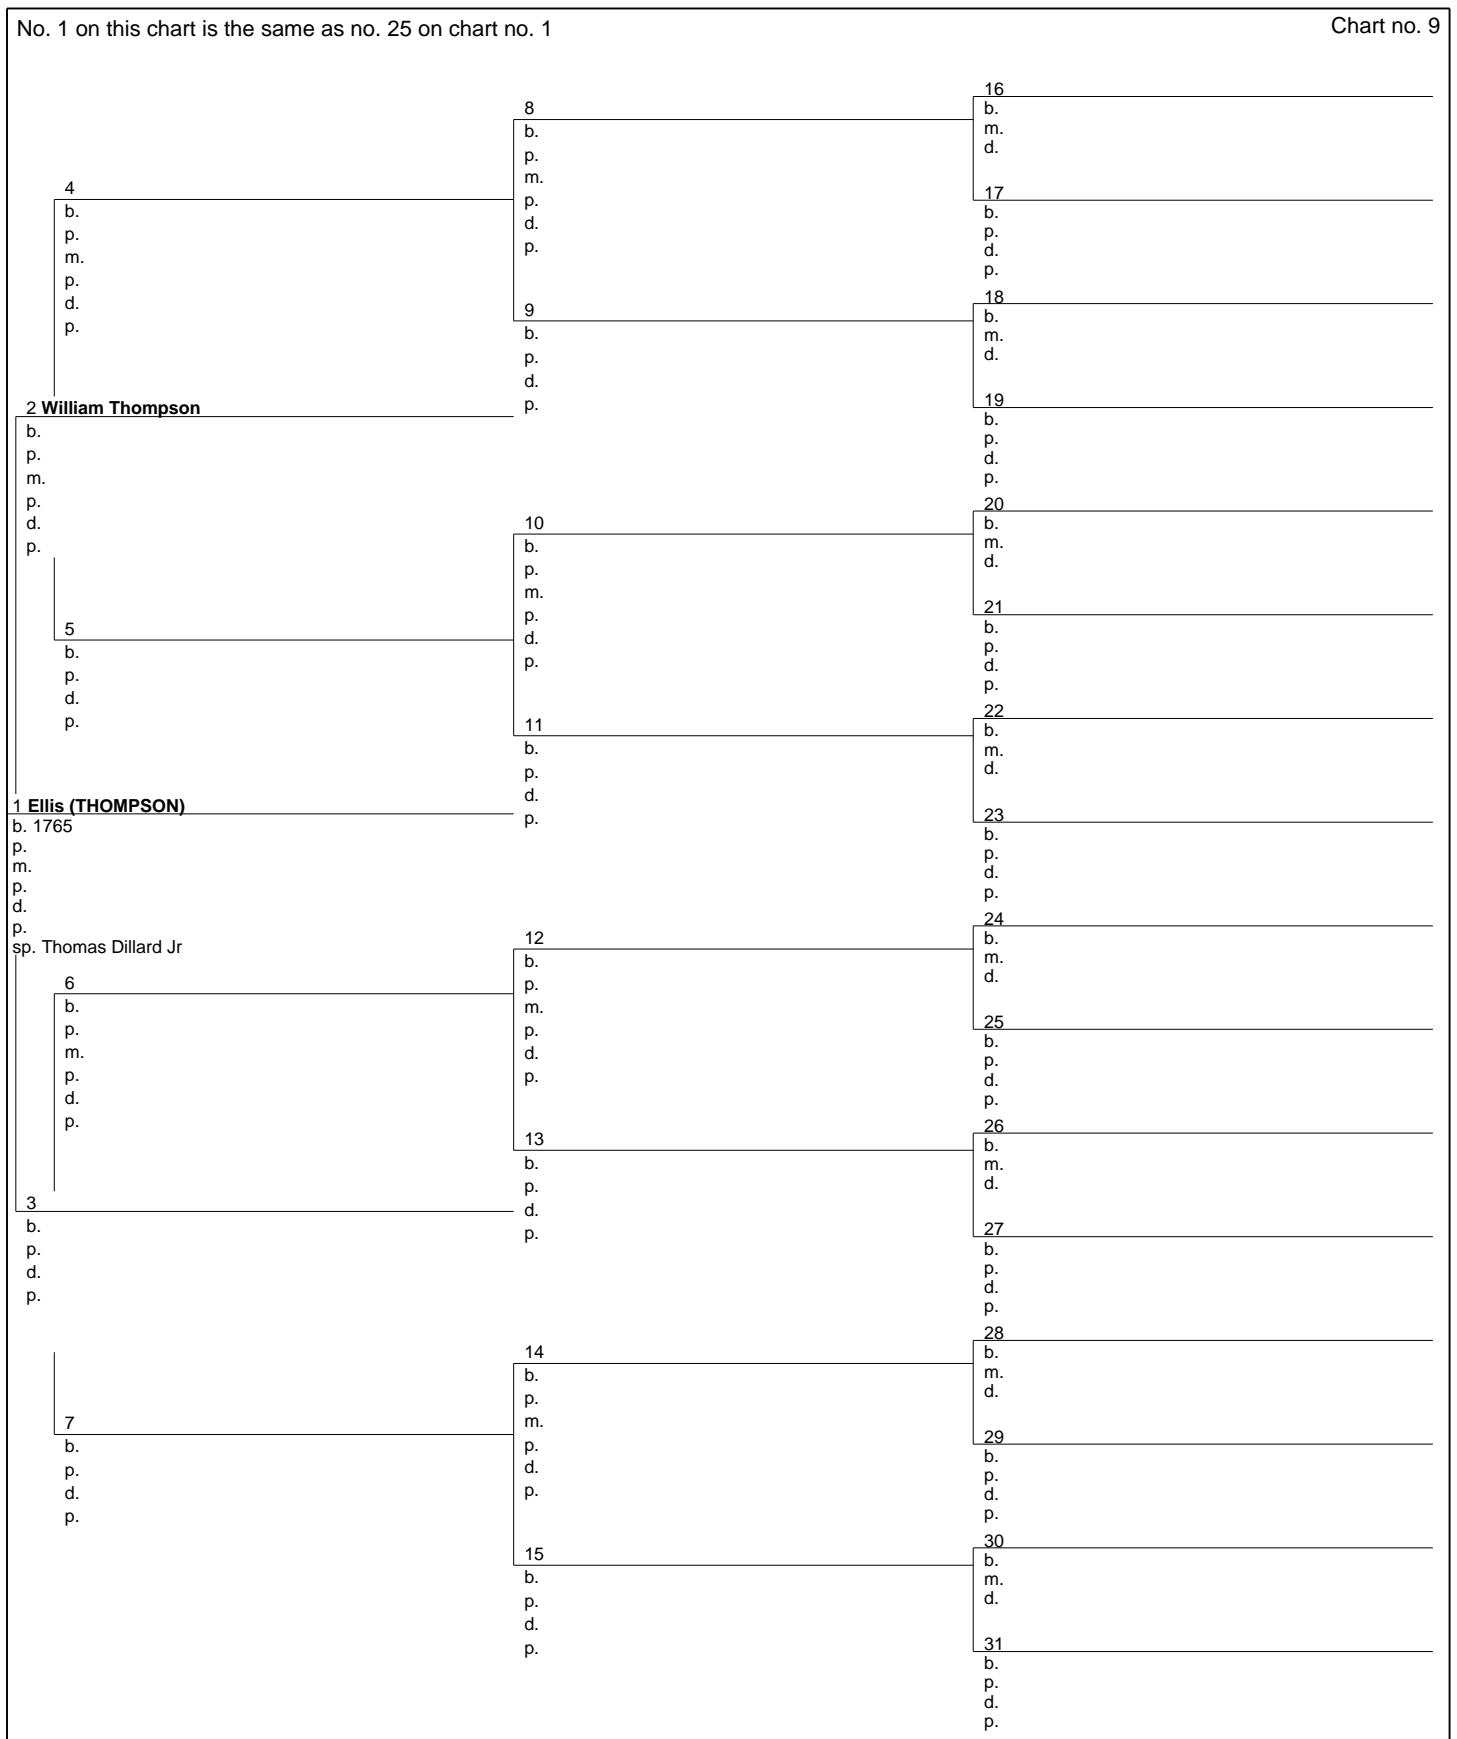 No. 1 on this chart is the same as no. 25 on chart no. 1
Chart no. 9
4
b.
p.
m.
p.
d.
p.
2 William Thompson
b.
p.
m.
p.
d.
p.
5
b.
p.
d.
p.
1 Ellis (THOMPSON)
b. 1765
p.
m.
p.
d.
p.
sp. Thomas Dillard Jr
6
b.
p.
m.
p.
d.
p.
3
b.
p.
d.
p.
7
b.
p.
d.
p.
8
b.
p.
m.
p.
d.
p.
9
b.
p.
d.
p.
10
b.
p.
m.
p.
d.
p.
11
b.
p.
d.
p.
12
b.
p.
m.
p.
d.
p.
13
b.
p.
d.
p.
14
b.
p.
m.
p.
d.
p.
15
b.
p.
d.
p.
16
b.
m.
d.
17
b.
p.
d.
p.
18
b.
m.
d.
19
b.
p.
d.
p.
20
b.
m.
d.
21
b.
p.
d.
p.
22
b.
m.
d.
23
b.
p.
d.
p.
24
b.
m.
d.
25
b.
p.
d.
p.
26
b.
m.
d.
27
b.
p.
d.
p.
28
b.
m.
d.
29
b.
p.
d.
p.
30
b.
m.
d.
31
b.
p.
d.
p.